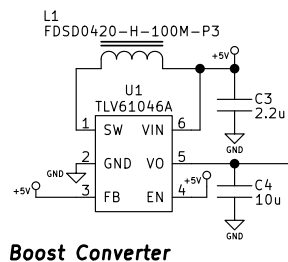 L1
FDSD0420-H-100M-P3
+5V
U1
TLV61046A
C3
2.2u
GND
1 SW VIN 6
2 GND VO 5
GND
+5V
3 FB EN 4
+5V
C4
10u
GND
Boost Converter